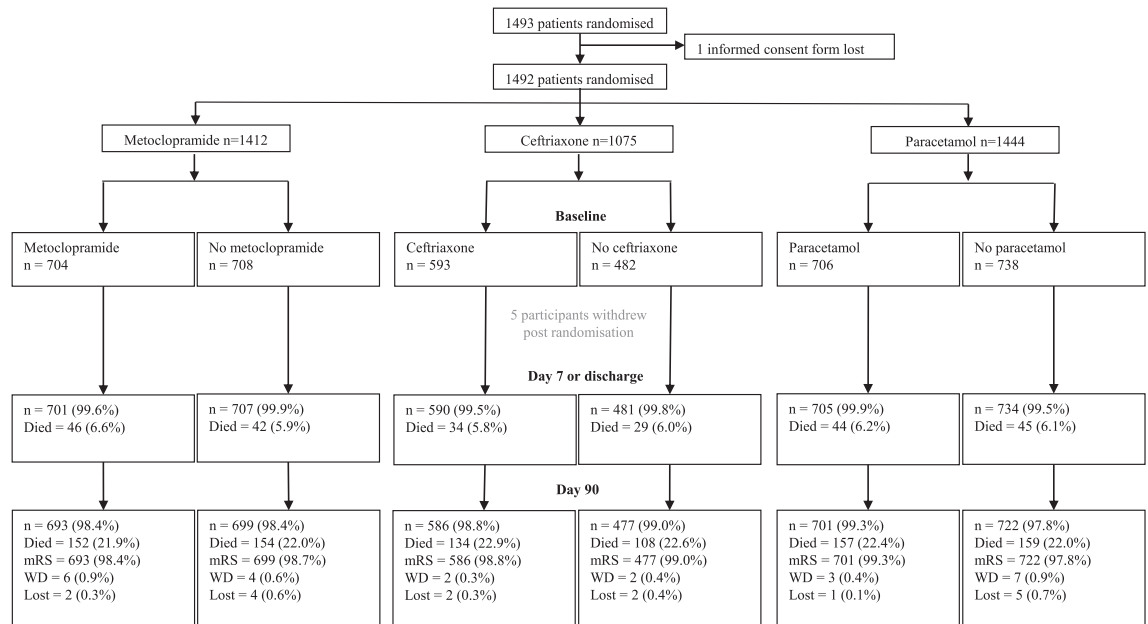 1493 patients randomised
1 informed consent form lost
1492 patients randomised
Metoclopramide n=1412
Ceftriaxone n=1075
Paracetamol n=1444
Baseline
Metoclopramide
n = 704
No metoclopramide
n = 708
Ceftriaxone
n = 593
No ceftriaxone
n = 482
Paracetamol
n = 706
No paracetamol
n = 738
5 participants withdrew
post randomisation
Day 7 or discharge
n = 701 (99.6%)
Died = 46 (6.6%)
n = 707 (99.9%)
Died = 42 (5.9%)
n = 590 (99.5%)
Died = 34 (5.8%)
n = 481 (99.8%)
Died = 29 (6.0%)
n = 705 (99.9%)
Died = 44 (6.2%)
n = 734 (99.5%)
Died = 45 (6.1%)
Day 90
n = 693 (98.4%)
Died = 152 (21.9%)
mRS = 693 (98.4%)
WD = 6 (0.9%)
Lost = 2 (0.3%)
n = 699 (98.4%)
Died = 154 (22.0%)
mRS = 699 (98.7%)
WD = 4 (0.6%)
Lost = 4 (0.6%)
n = 586 (98.8%)
Died = 134 (22.9%)
mRS = 586 (98.8%)
WD = 2 (0.3%)
Lost = 2 (0.3%)
n = 477 (99.0%)
Died = 108 (22.6%)
mRS = 477 (99.0%)
WD = 2 (0.4%)
Lost = 2 (0.4%)
n = 701 (99.3%)
Died = 157 (22.4%)
mRS = 701 (99.3%)
WD = 3 (0.4%)
Lost = 1 (0.1%)
n = 722 (97.8%)
Died = 159 (22.0%)
mRS = 722 (97.8%)
WD = 7 (0.9%)
Lost = 5 (0.7%)